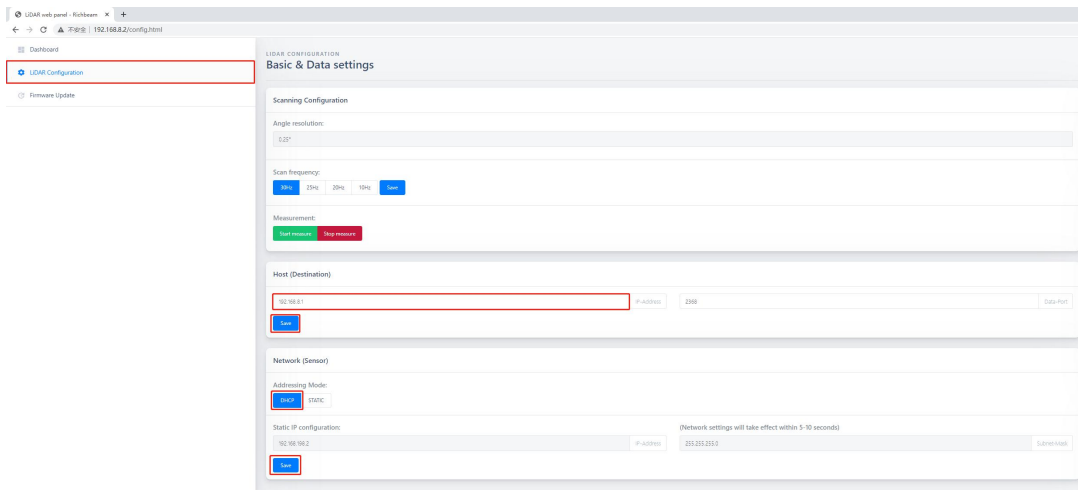 LiDAR web panel - Richbeam × +
不安全 | 192.168.8.2/config.html
Dashboard
LiDAR Configuration
Firmware Update
LIDAR CONFIGURATION
Basic & Data settings
Scanning Configuration
Angle resolution:
0.25°
Scan frequency:
30Hz 25Hz 20Hz 10Hz Save
Measurement:
Start measure Stop measure
Host (Destination)
192.168.8.1 IP-Address 2368 Data-Port
Save
Network (Sensor)
Addressing Mode:
DHCP STATIC
Static IP configuration: (Network settings will take effect within 5-10 seconds)
192.168.198.2 IP-Address 255.255.255.0 Subnetmask
Save